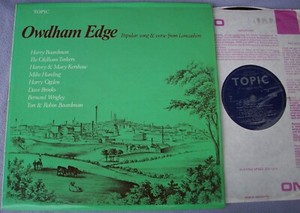 TOPIC
Owdham Edge Popular song & verse from Lancashire
Harry Boardman
The Oldham Tinkers
Harvey & Mary Kershaw
Mike Harding
Harry Ogden
Dave Brooks
Bernard Wrigley
Tom & Robin Boardman
TOPIC